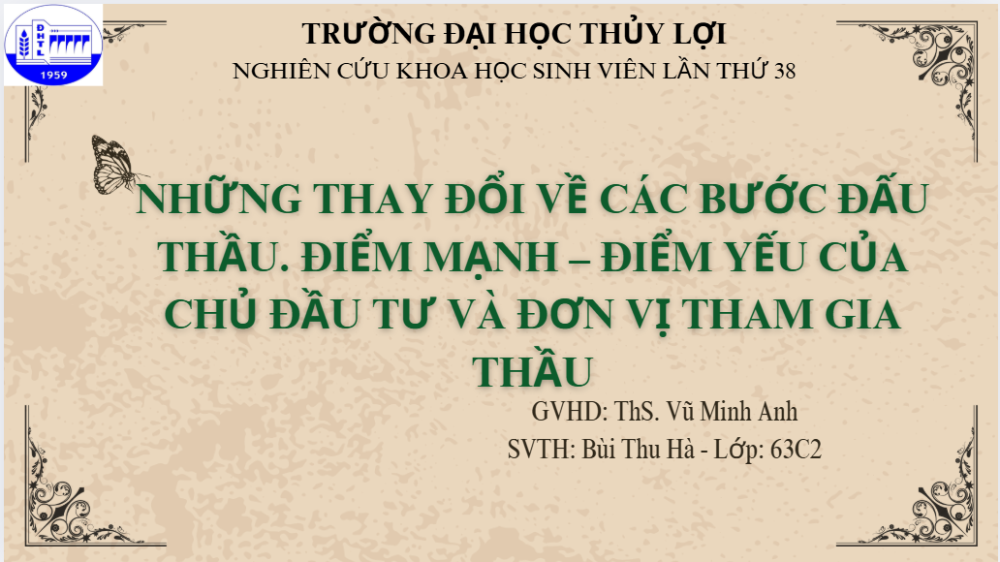 ĐHTL
1959
TRƯỜNG ĐẠI HỌC THỦY LỢI
NGHIÊN CỨU KHOA HỌC SINH VIÊN LẦN THỨ 38
NHỮNG THAY ĐỔI VỀ CÁC BƯỚC ĐẤU
THẦU. ĐIỂM MẠNH – ĐIỂM YẾU CỦA
CHỦ ĐẦU TƯ VÀ ĐƠN VỊ THAM GIA
THẦU
GVHD: ThS. Vũ Minh Anh
SVTH: Bùi Thu Hà - Lớp: 63C2